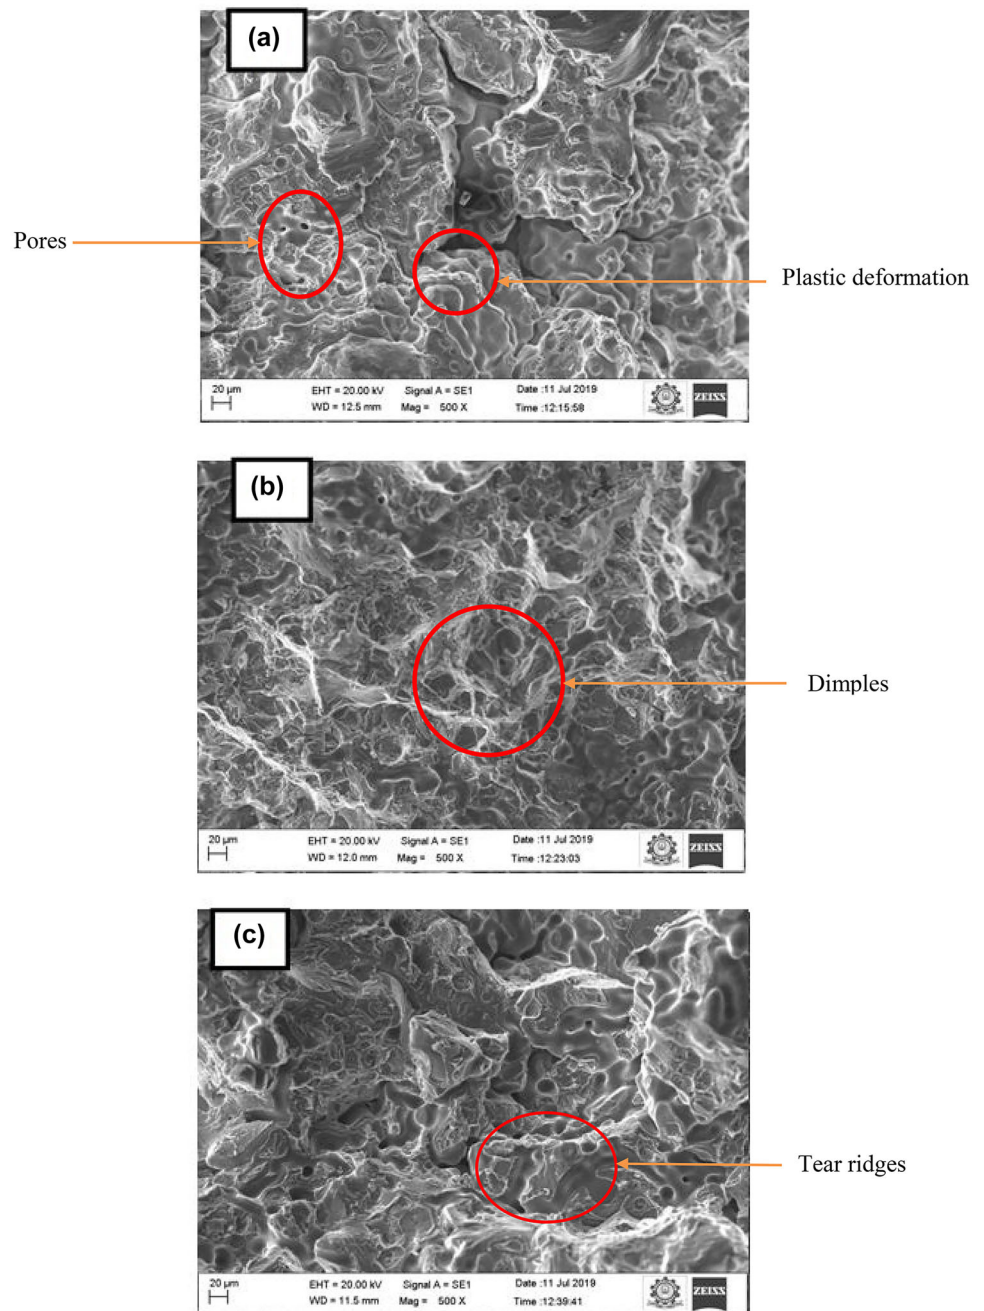 (a)
Pores
Plastic deformation
20 µm EHT = 20.00 kV Signal A = SE1 Date :11 Jul 2019
WD = 12.5 mm Mag = 500 X Time :12:15:58
ZEISS
(b)
Dimples
20 µm EHT = 20.00 kV Signal A = SE1 Date :11 Jul 2019
WD = 12.0 mm Mag = 500 X Time :12:23:03
ZEISS
(c)
Tear ridges
20 µm EHT = 20.00 kV Signal A = SE1 Date :11 Jul 2019
WD = 11.5 mm Mag = 500 X Time :12:39:41
ZEISS